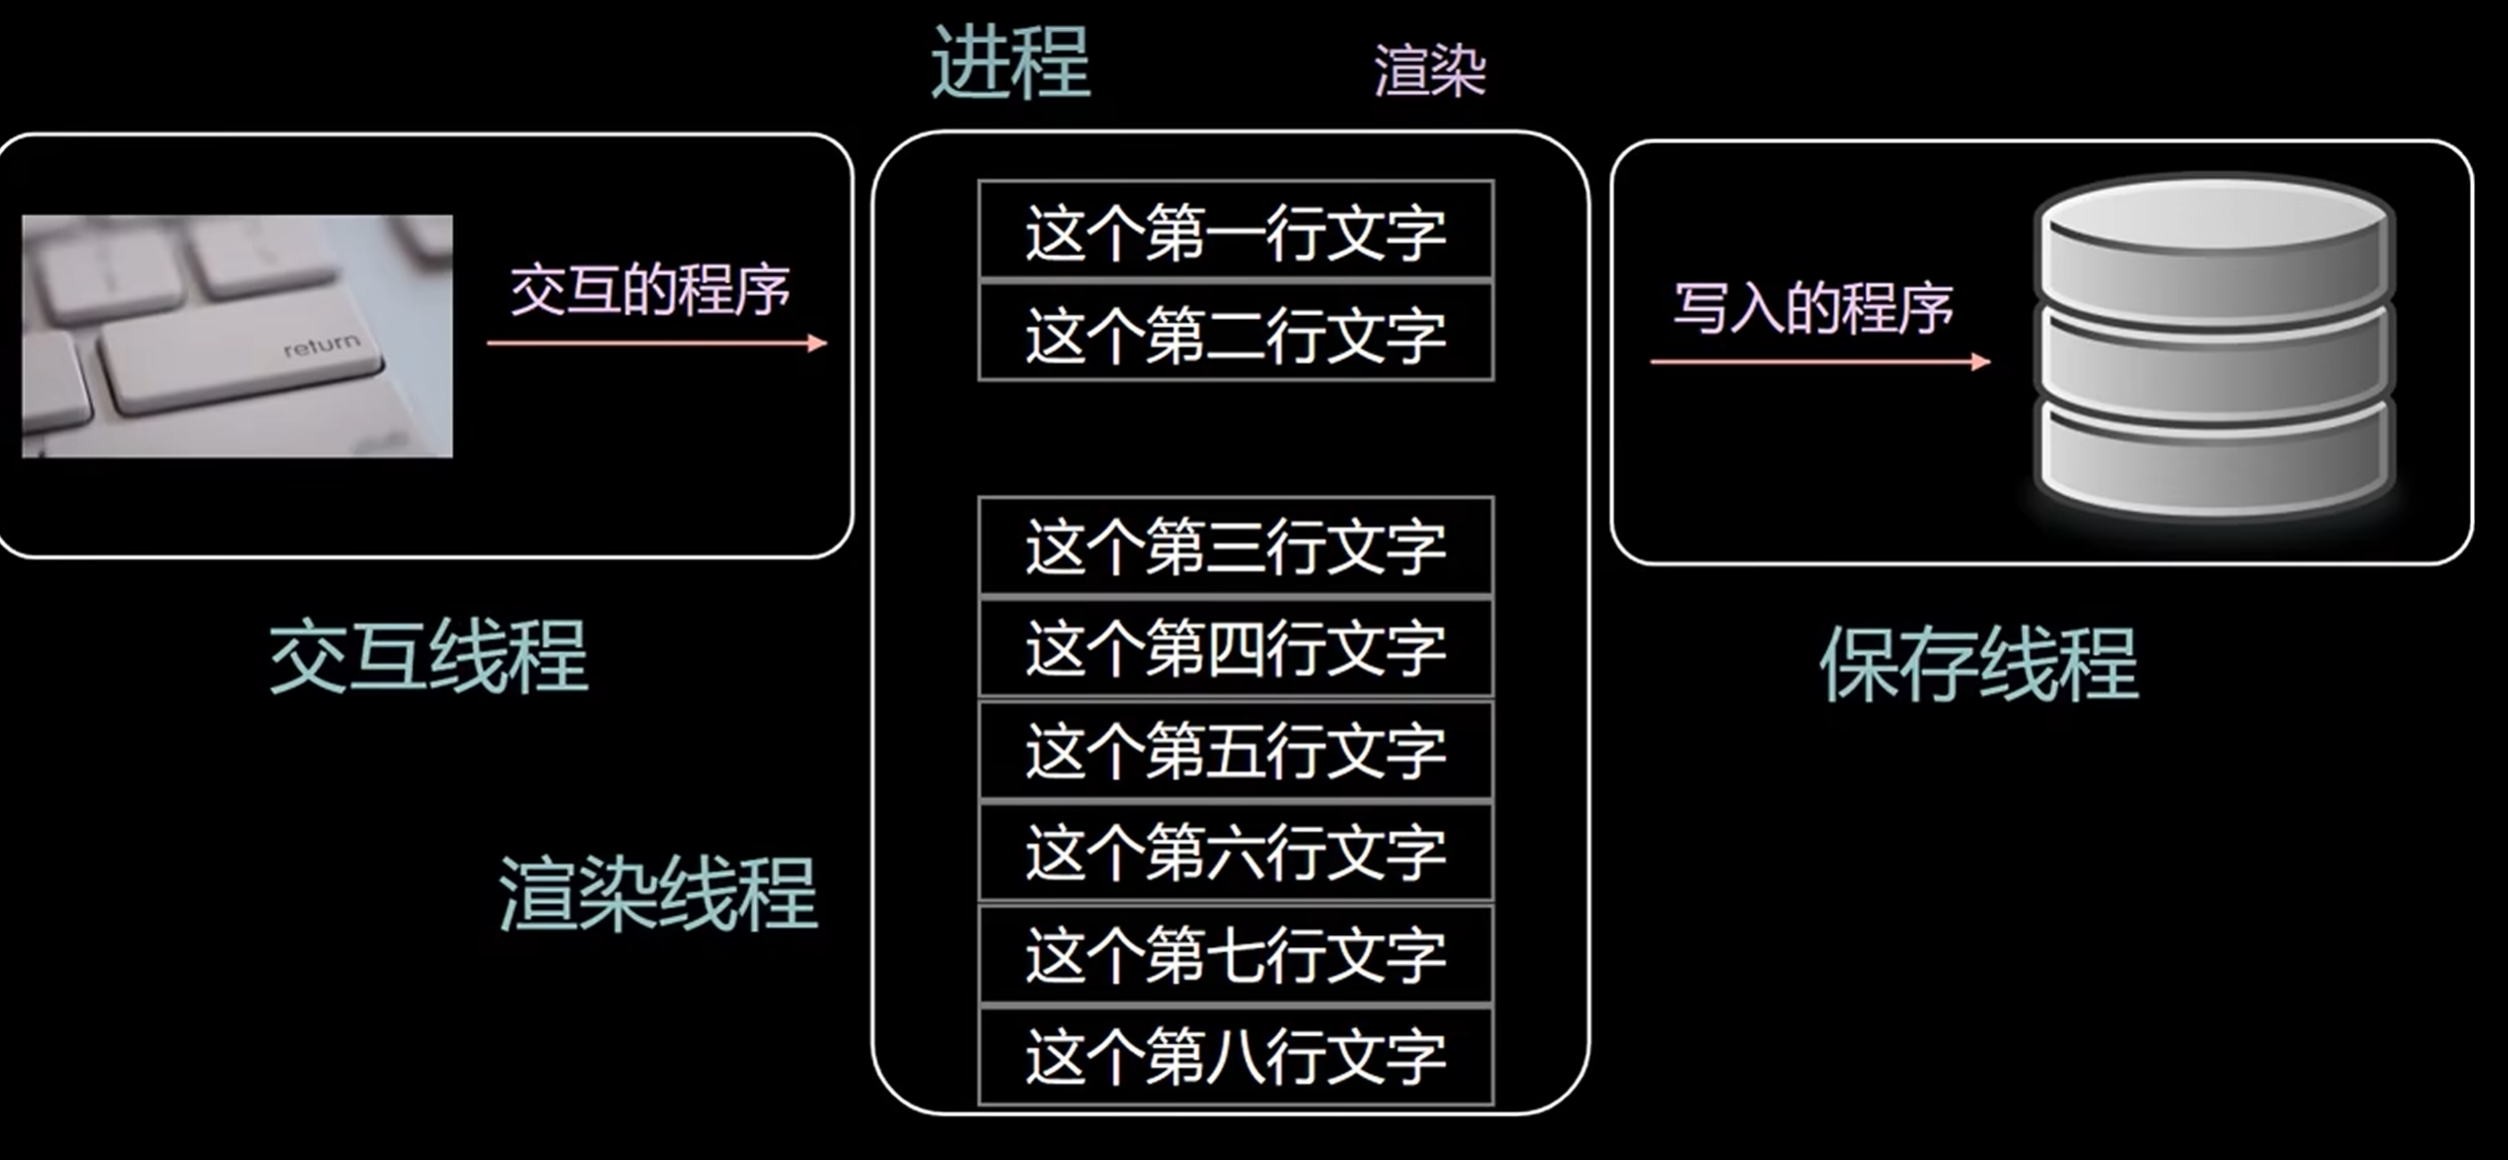 进程
渲染
return
交互的程序
交互线程
这个第一行文字
这个第二行文字
这个第三行文字
这个第四行文字
这个第五行文字
这个第六行文字
这个第七行文字
这个第八行文字
渲染线程
写入的程序
保存线程